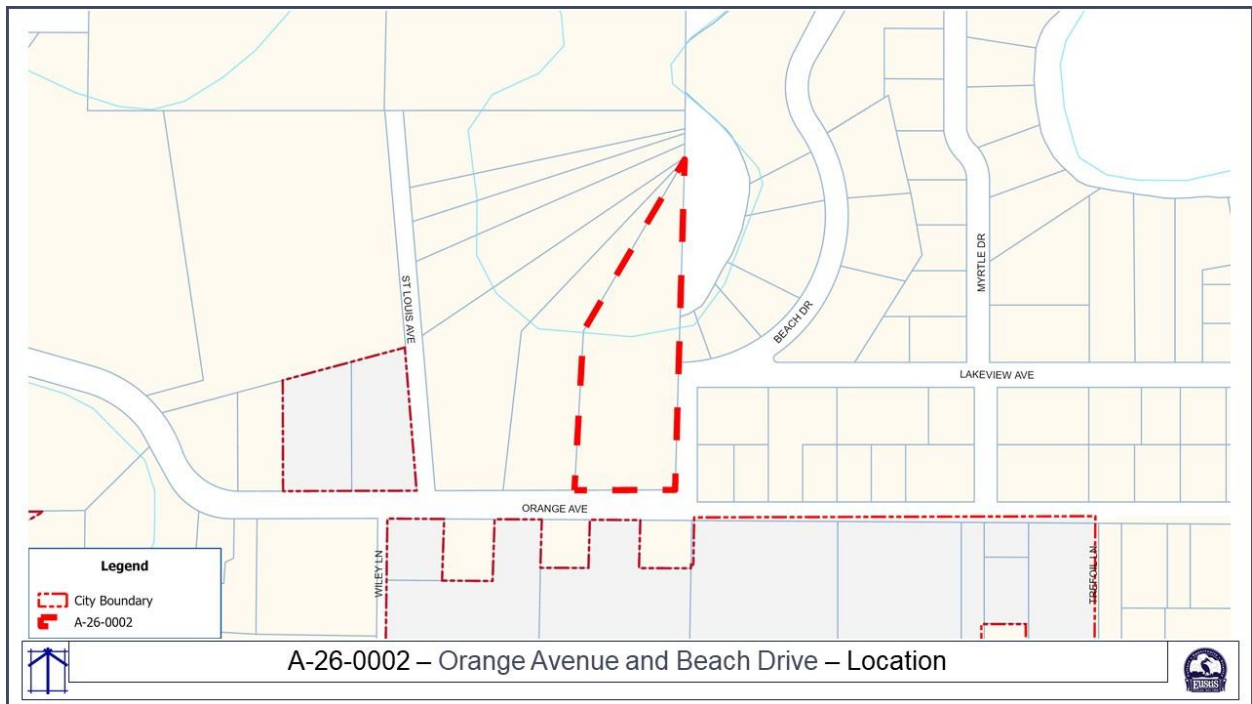 ST LOUIS AVE
BEACH DR
MYRTLE DR
LAKEVIEW AVE
ORANGE AVE
WILEY LN
TREFOIL LN
Legend
City Boundary
A-26-0002
A-26-0002 – Orange Avenue and Beach Drive – Location
EUSTIS